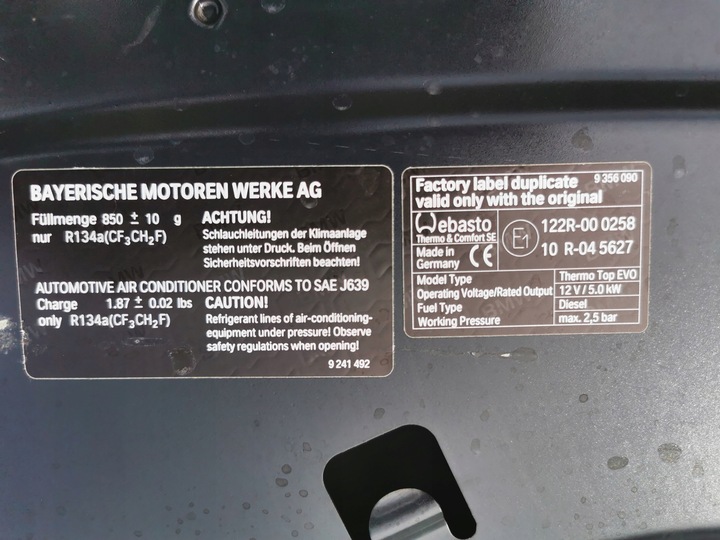 BAYERISCHE MOTOREN WERKE AG
Füllmenge 850 ± 10 g
nur R134a(CF₃CH₂F)
ACHTUNG!
Schlauchleitungen der Klimaanlage
stehen unter Druck. Beim Öffnen
Sicherheitsvorschriften beachten!
AUTOMOTIVE AIR CONDITIONER CONFORMS TO SAE J639
Charge 1.87 ± 0.02 lbs
only R134a(CF₃CH₂F)
CAUTION!
Refrigerant lines of air-conditioning-
equipment under pressure! Observe
safety regulations when opening!
9 241 492
Factory label duplicate 9 356 090
valid only with the original
Webasto
Thermo & Comfort SE
Made in
Germany
CE
E1
122R-00 0258
10 R-04 5627
Model Type Thermo Top EVO
Operating Voltage/Rated Output 12 V / 5.0 kW
Fuel Type Diesel
Working Pressure max. 2,5 bar